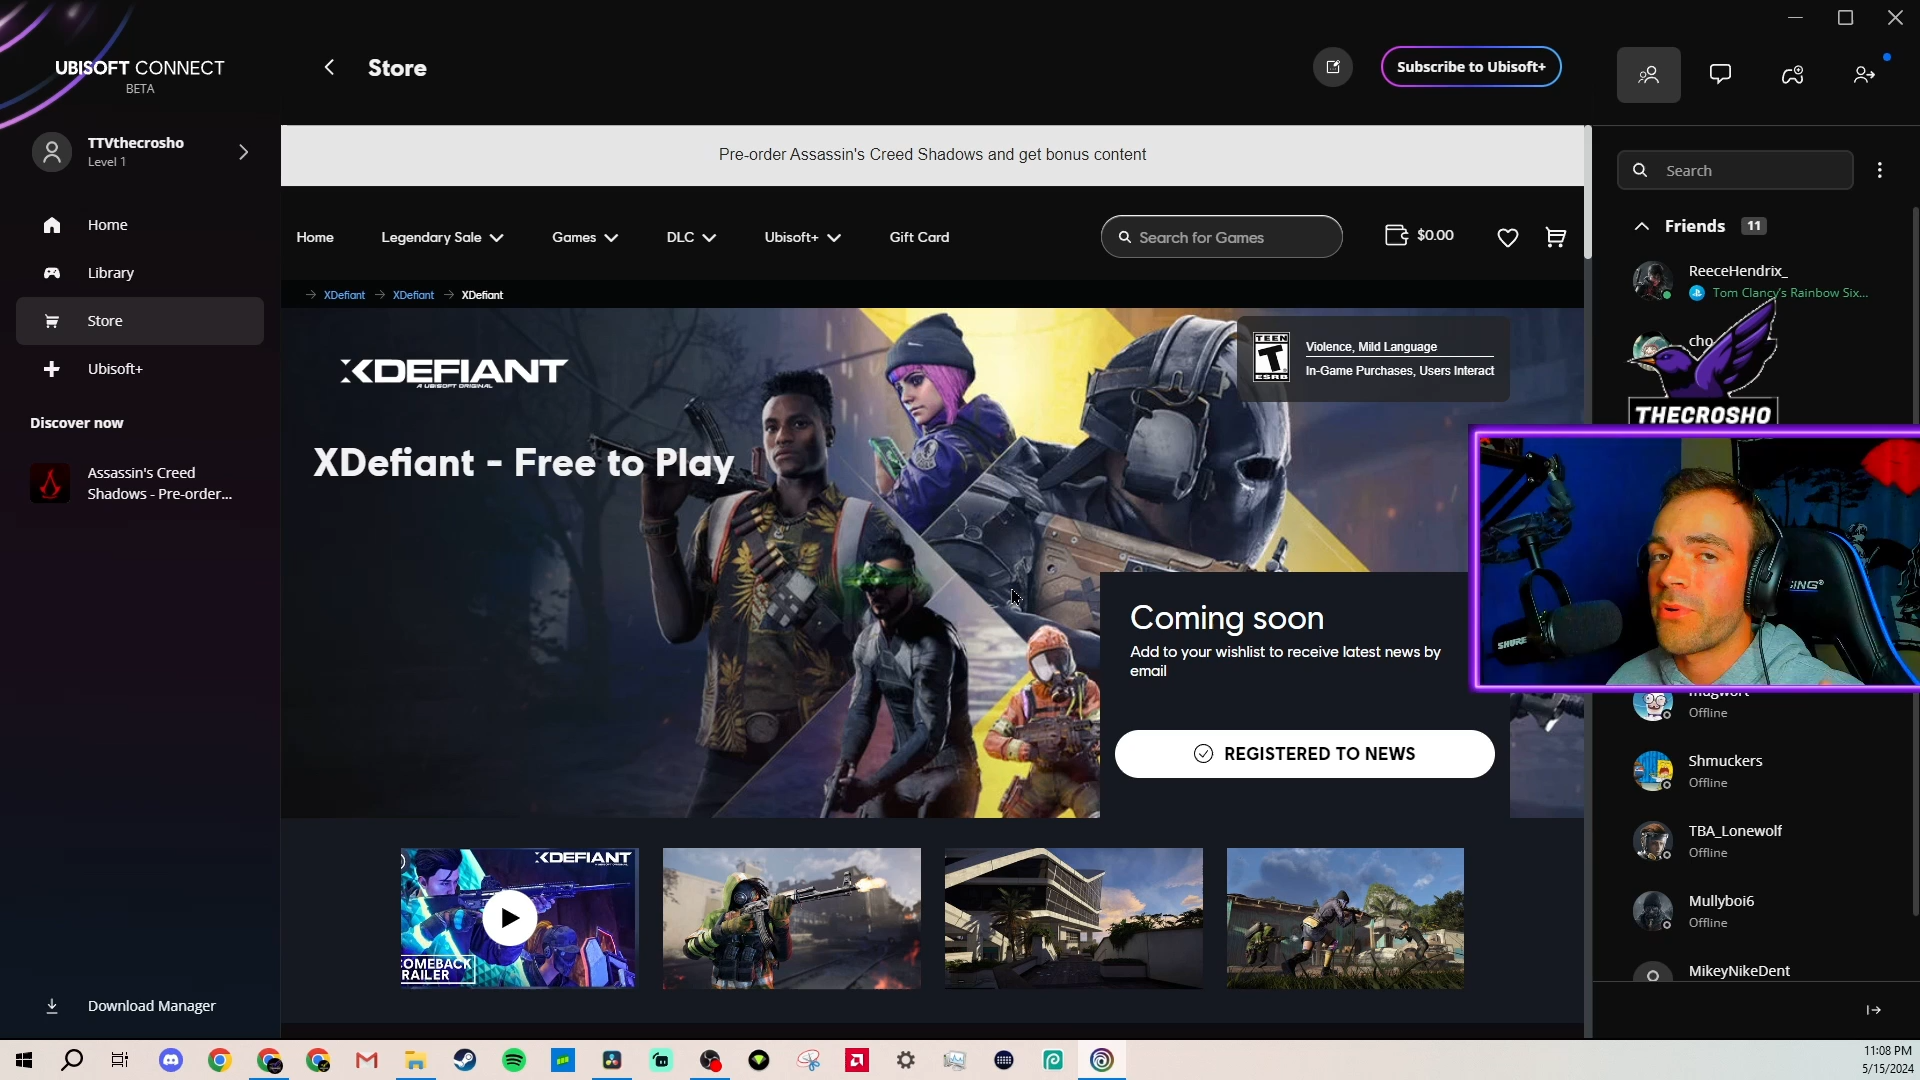 UBISOFT CONNECT
BETA
Store
Subscribe to Ubisoft+
TTVthecrosho
Level 1
Home
Library
Store
Ubisoft+
Discover now
Assassin's Creed
Shadows - Pre-order...
Download Manager
Pre-order Assassin's Creed Shadows and get bonus content
Home
Legendary Sale
Games
DLC
Ubisoft+
Gift Card
Search for Games
$0.00
XDefiant
XDefiant
XDefiant
XDEFIANT
A UBISOFT ORIGINAL
XDefiant - Free to Play
TEEN
T
ESRB
Violence, Mild Language
In-Game Purchases, Users Interact
Coming soon
Add to your wishlist to receive latest news by
email
REGISTERED TO NEWS
XDEFIANT
COMEBACK
RAILER
Search
Friends 11
ReeceHendrix_
Tom Clancy's Rainbow Six...
cho
THECROSHO
SHURE
ING
Offline
Shmuckers
Offline
TBA_Lonewolf
Offline
Mullyboi6
Offline
MikeyNikeDent
11:08 PM
5/15/2024